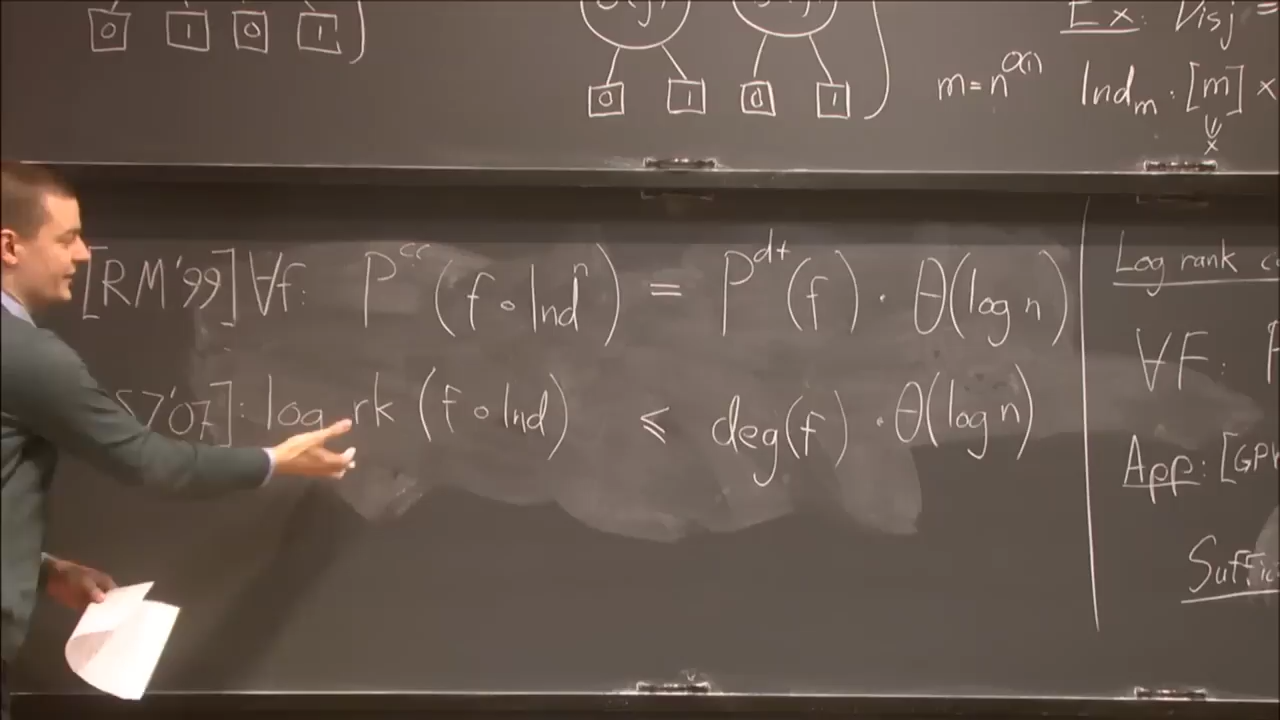 0 1 0 1
0 1 0 1
m = n^{O(1)}
Ex: Disj =
Ind_m : [m] ×
x
[RM'99] ∀f: P^{cc}(f ∘ Ind^n) = P^{dt}(f) · Θ(log n)
'07]: log rk (f ∘ Ind) ≤ deg(f) · Θ(log n)
Log rank
∀F:
App: [GP
Suffic